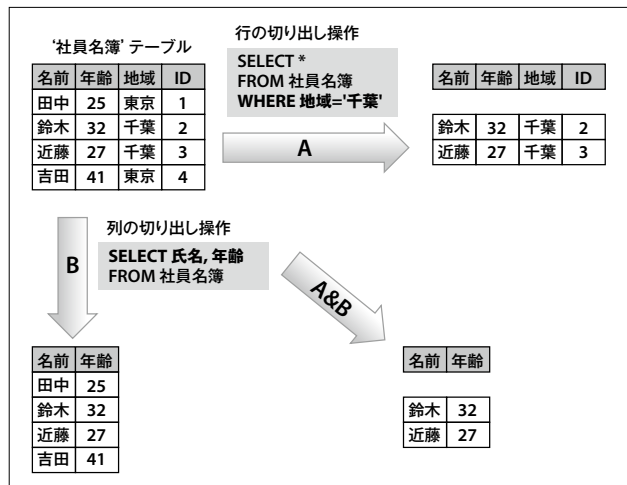 ‘社員名簿’ テーブル
名前 年齢 地域 ID
田中 25 東京 1
鈴木 32 千葉 2
近藤 27 千葉 3
吉田 41 東京 4
行の切り出し操作
SELECT *
FROM 社員名簿
WHERE 地域='千葉'
A
名前 年齢 地域 ID
鈴木 32 千葉 2
近藤 27 千葉 3
B
列の切り出し操作
SELECT 氏名, 年齢
FROM 社員名簿
A&B
名前 年齢
田中 25
鈴木 32
近藤 27
吉田 41
名前 年齢
鈴木 32
近藤 27